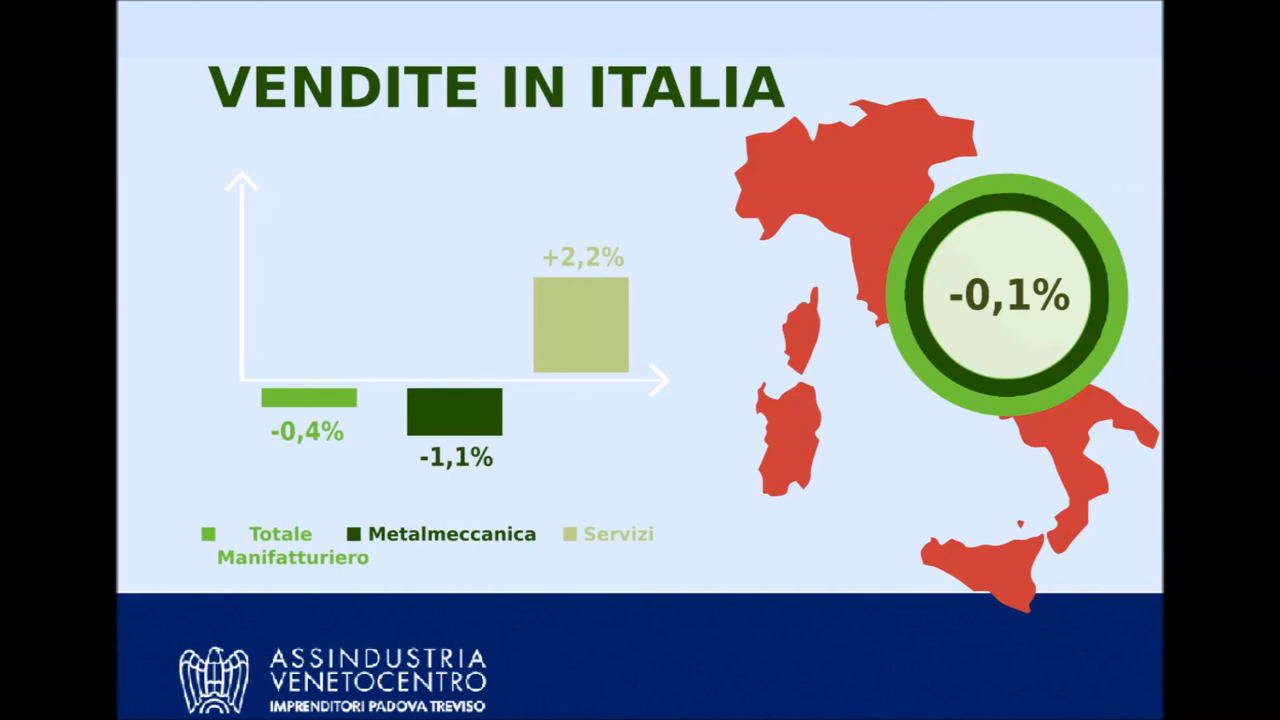 VENDITE IN ITALIA
+2,2%
-0,1%
-0,4%
-1,1%
Totale Manifatturiero
Metalmeccanica
Servizi
ASSINDUSTRIA
VENETOCENTRO
IMPRENDITORI PADOVA TREVISO